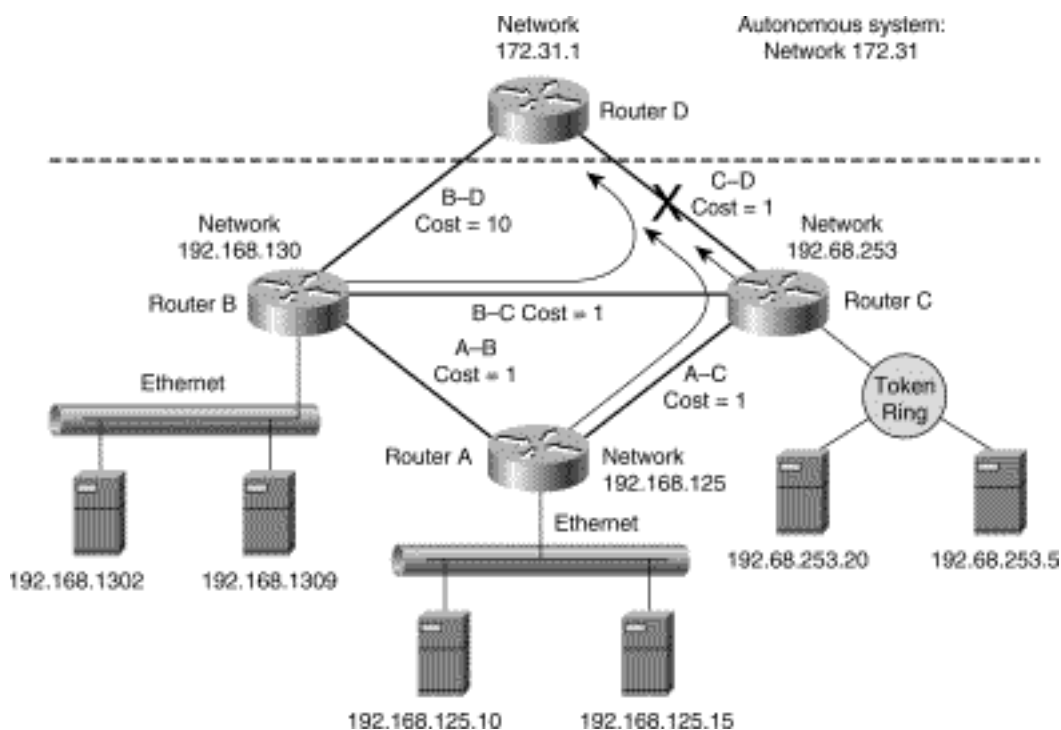 Network
172.31.1
Autonomous system:
Network 172.31
Router D
C–D
Cost = 1
B–D
Cost = 10
Network
192.168.130
Network
192.68.253
Router B
Router C
B–C Cost = 1
A–B
Cost = 1
A–C
Cost = 1
Ethernet
Token
Ring
Router A
Network
192.168.125
Ethernet
192.168.1302
192.168.1309
192.68.253.20
192.68.253.5
192.168.125.10
192.168.125.15